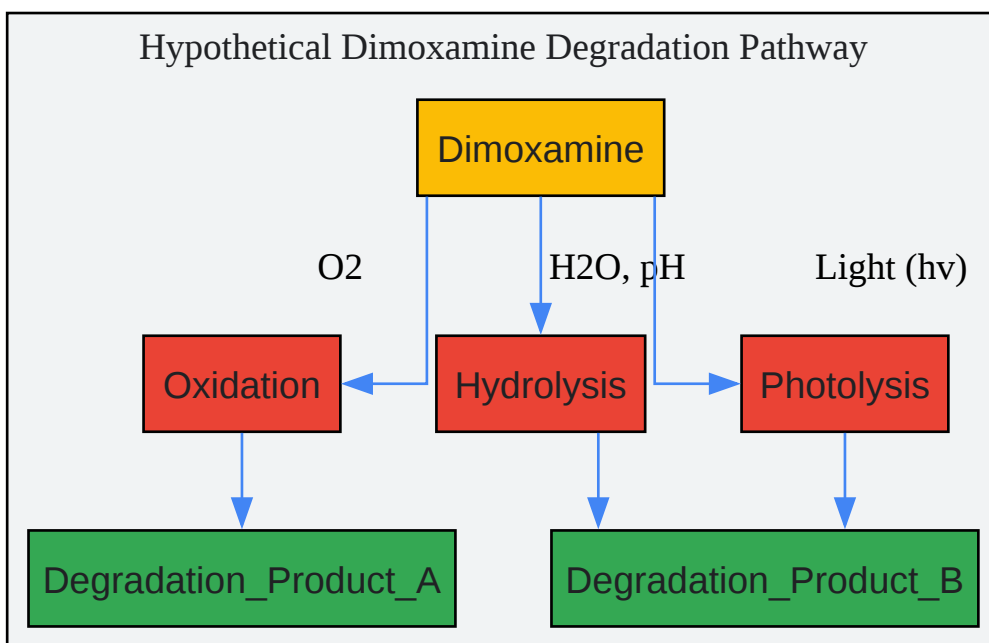 Hypothetical Dimoxamine Degradation Pathway
Dimoxamine
O2
H2O, pH
Light (hv)
Oxidation
Hydrolysis
Photolysis
Degradation_Product_A
Degradation_Product_B